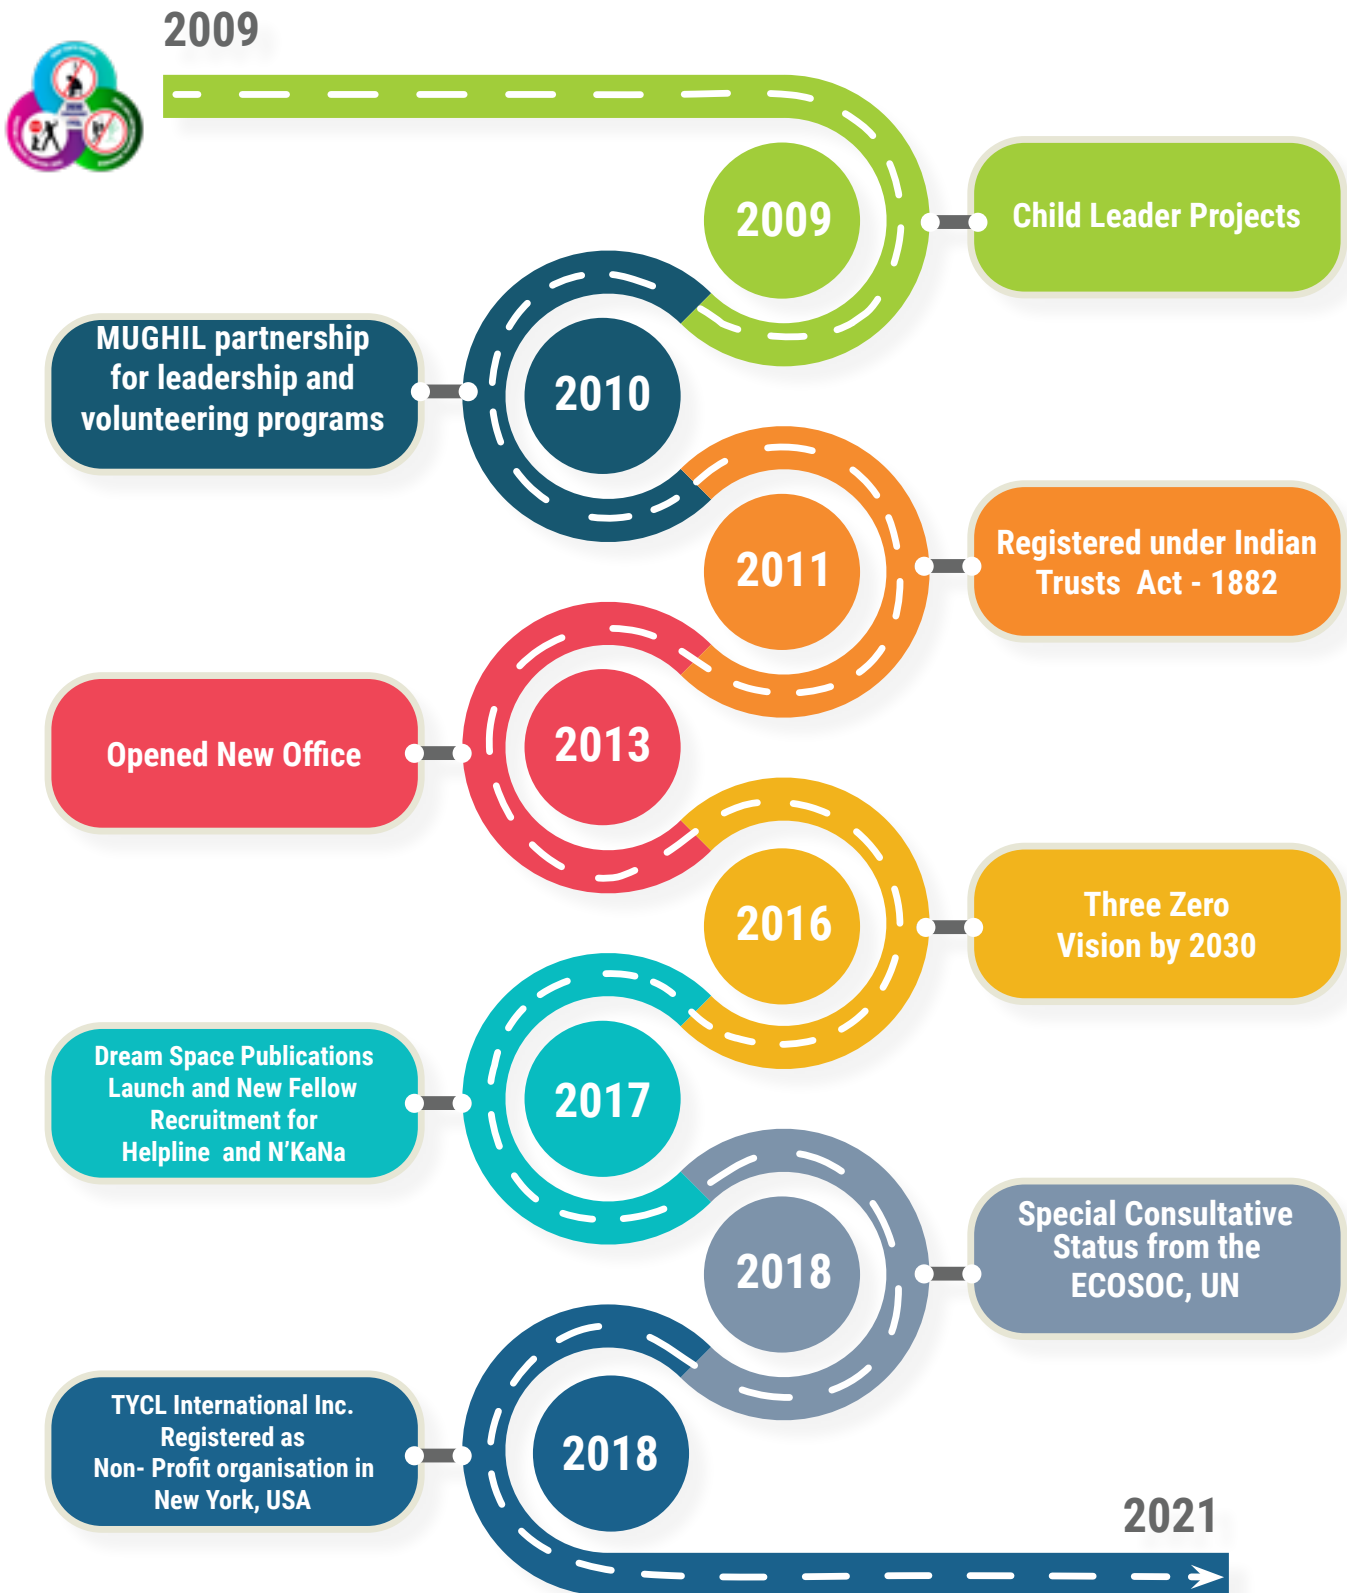 2009
2009
Child Leader Projects
MUGHIL partnership
for leadership and
volunteering programs
2010
2011
Registered under Indian
Trusts Act - 1882
Opened New Office
2013
2016
Three Zero
Vision by 2030
Dream Space Publications
Launch and New Fellow
Recruitment for
Helpline and N'KaNa
2017
2018
Special Consultative
Status from the
ECOSOC, UN
TYCL International Inc.
Registered as
Non- Profit organisation in
New York, USA
2018
2021